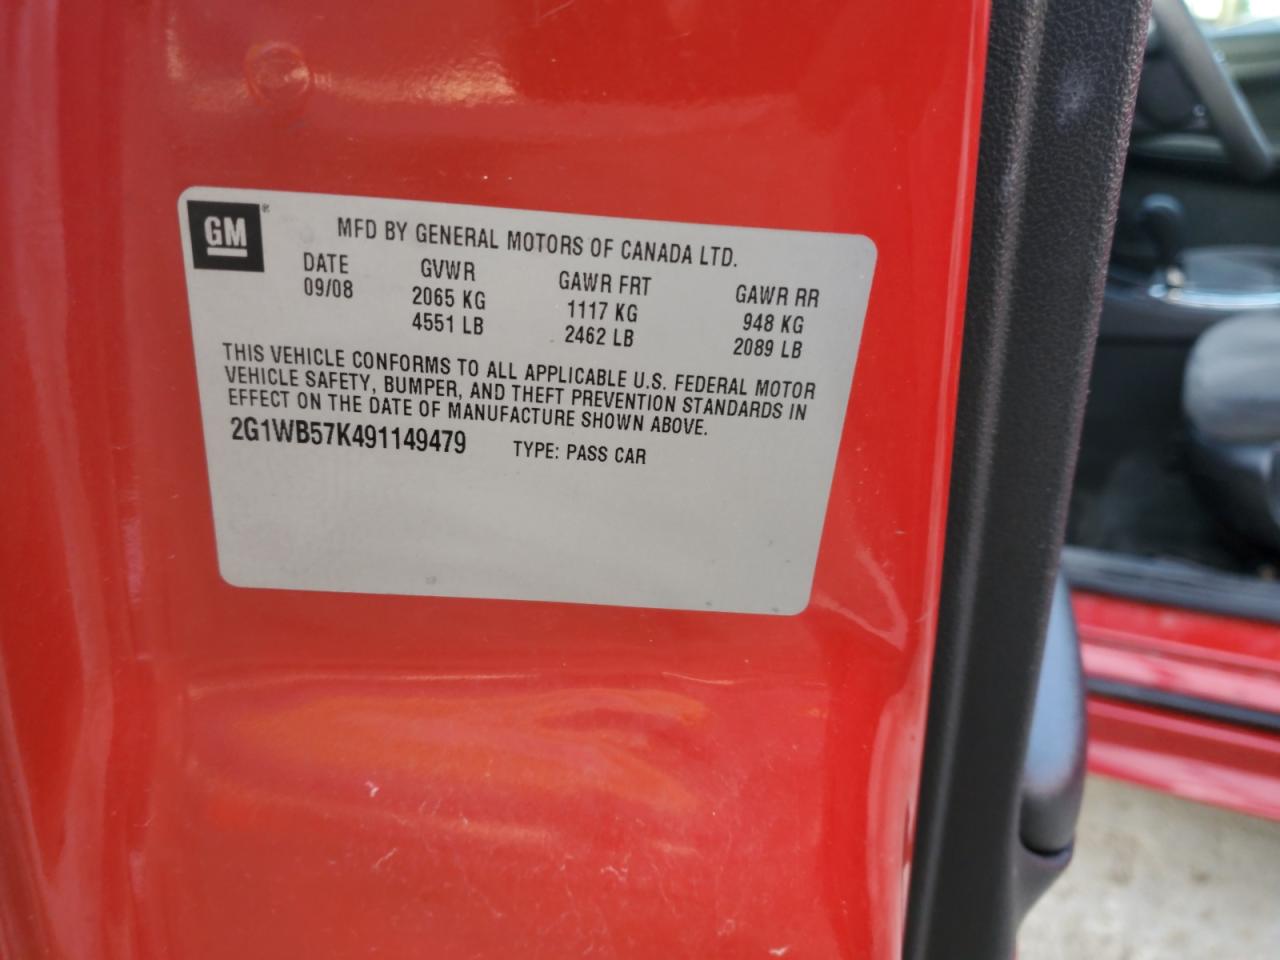 GM®
MFD BY GENERAL MOTORS OF CANADA LTD.
DATE GVWR GAWR FRT GAWR RR
09/08 2065 KG 1117 KG 948 KG
4551 LB 2462 LB 2089 LB
THIS VEHICLE CONFORMS TO ALL APPLICABLE U.S. FEDERAL MOTOR
VEHICLE SAFETY, BUMPER, AND THEFT PREVENTION STANDARDS IN
EFFECT ON THE DATE OF MANUFACTURE SHOWN ABOVE.
2G1WB57K491149479 TYPE: PASS CAR